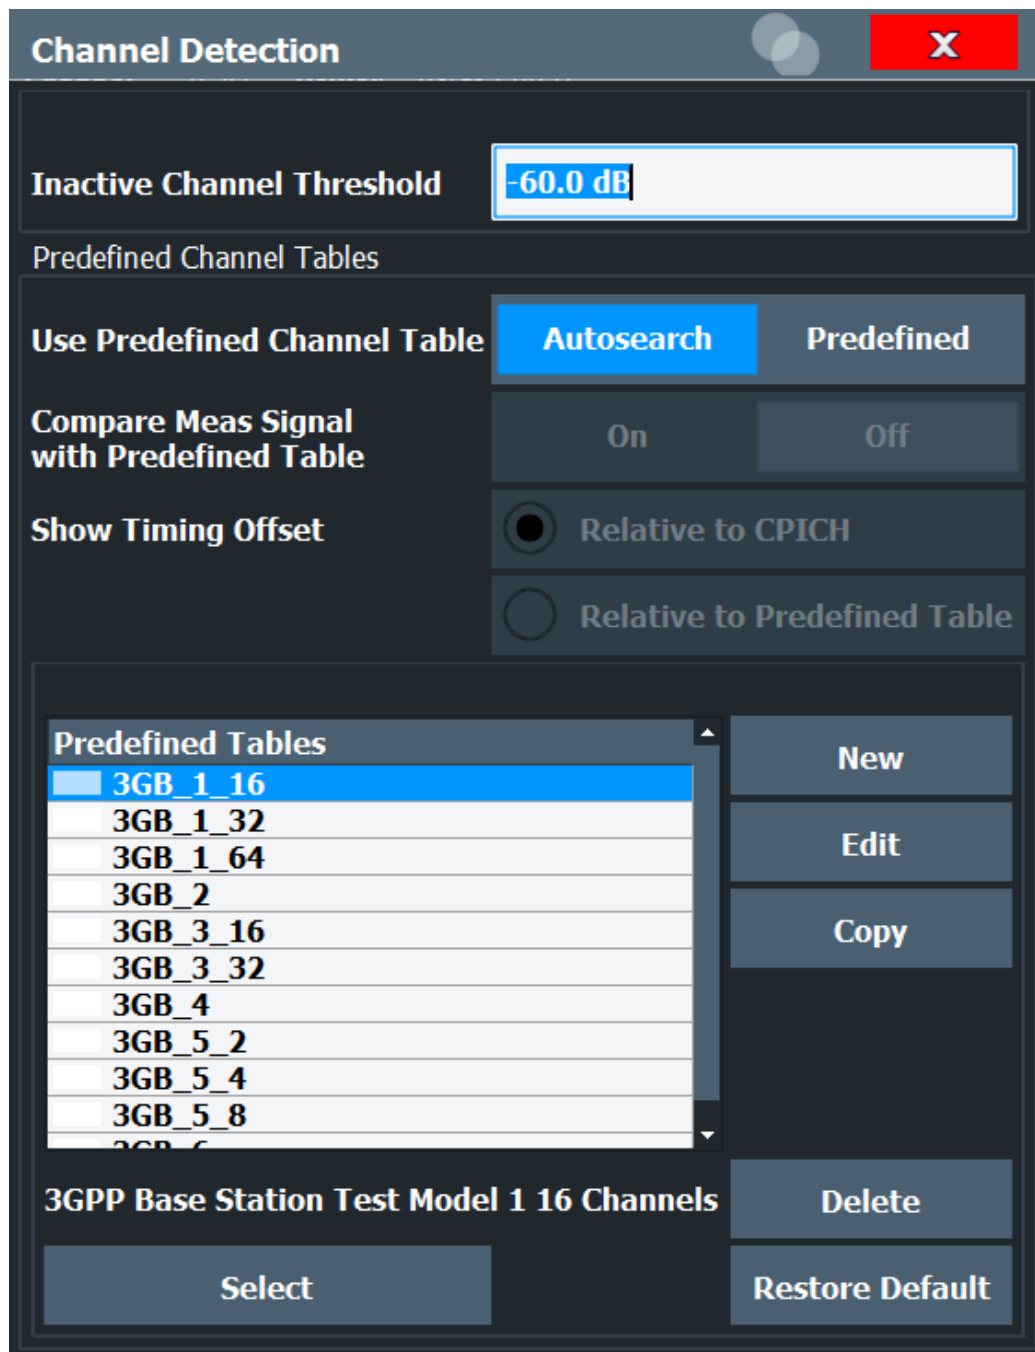 Channel Detection
X
Inactive Channel Threshold
-60.0 dB
Predefined Channel Tables
Use Predefined Channel Table
Autosearch
Predefined
Compare Meas Signal
with Predefined Table
On
Off
Show Timing Offset
Relative to CPICH
Relative to Predefined Table
Predefined Tables
3GB_1_16
3GB_1_32
3GB_1_64
3GB_2
3GB_3_16
3GB_3_32
3GB_4
3GB_5_2
3GB_5_4
3GB_5_8
New
Edit
Copy
3GPP Base Station Test Model 1 16 Channels
Delete
Select
Restore Default